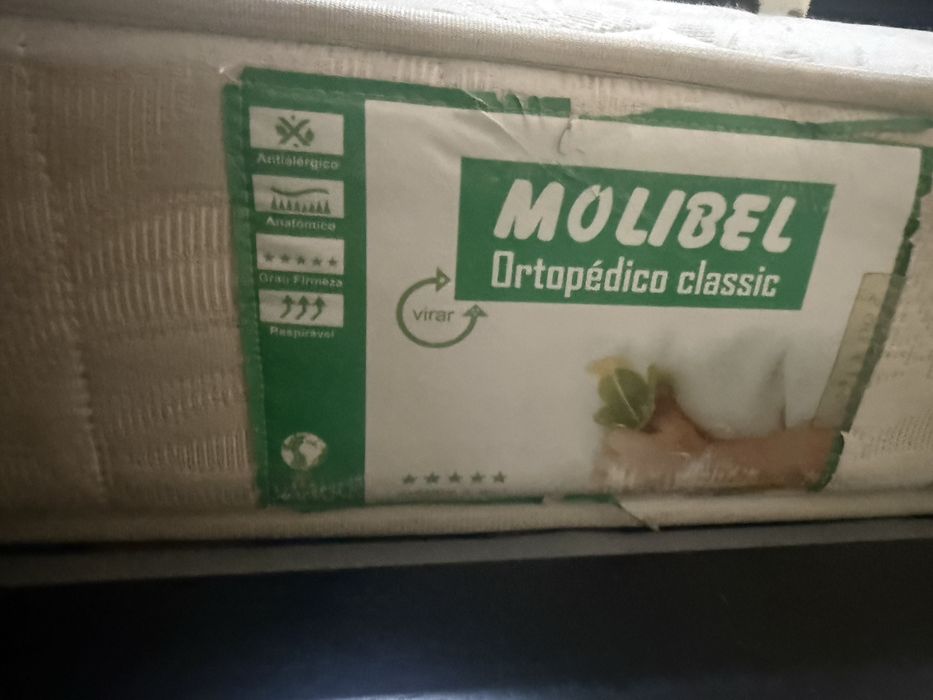 Antialérgico
Anatómico
Grau Firmeza
Respirável
MOLIBEL
Ortopédico classic
virar